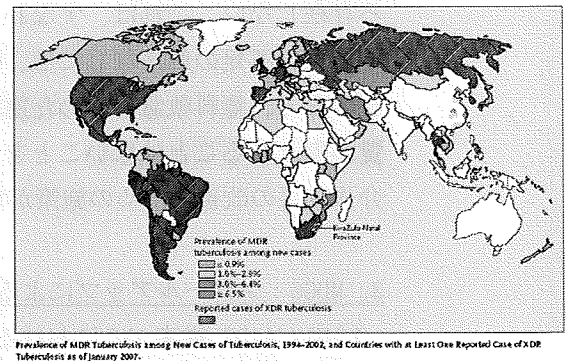 KwaZulu-Natal
Province
Prevalence of MDR
tuberculosis among new cases
≤ 0.9%
1.0%–2.9%
3.0%–6.4%
≥ 6.5%
Reported cases of XDR tuberculosis
Prevalence of MDR Tuberculosis among New Cases of Tuberculosis, 1994–2002, and Countries with at Least One Reported Case of XDR
Tuberculosis as of January 2007.